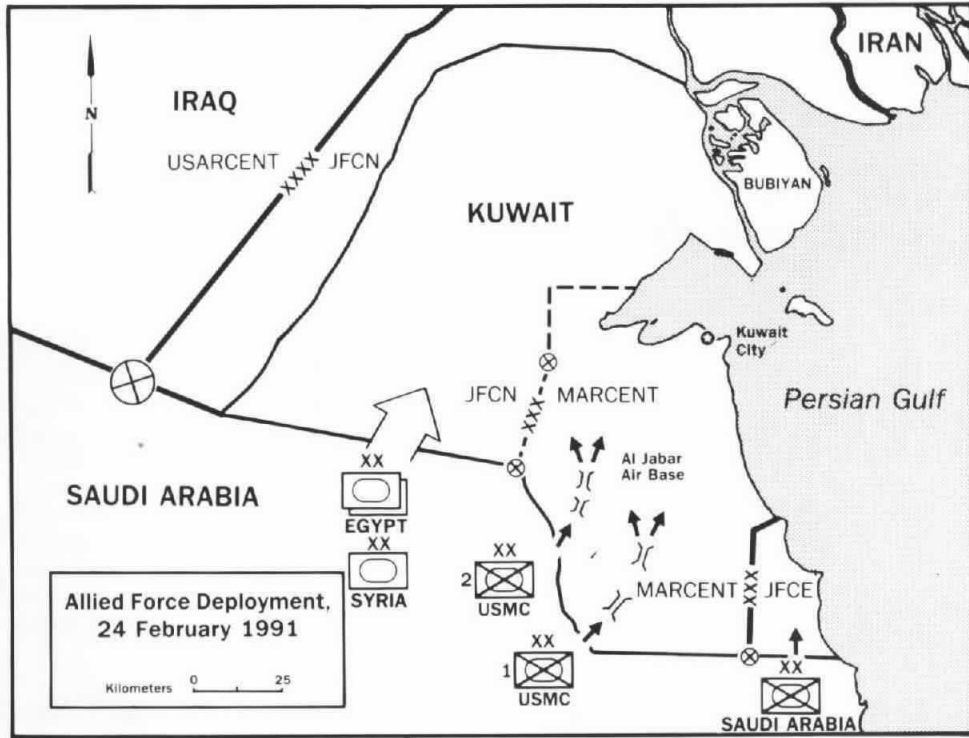 IRAN
N
IRAQ
USARCENT XXXX JFCN
BUBIYAN
KUWAIT
Kuwait
City
JFCN XXX MARCENT
Persian Gulf
Al Jabar
Air Base
XX
SAUDI ARABIA
EGYPT
XX
SYRIA
XX
2
USMC
MARCENT XXX JFCE
XX
1
USMC
XX
SAUDI ARABIA
Allied Force Deployment,
24 February 1991
Kilometers 0 25